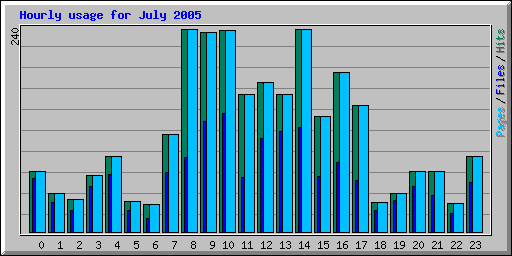 Hourly usage for July 2005
240
Pages/Files/Hits
0 1 2 3 4 5 6 7 8 9 10 11 12 13 14 15 16 17 18 19 20 21 22 23